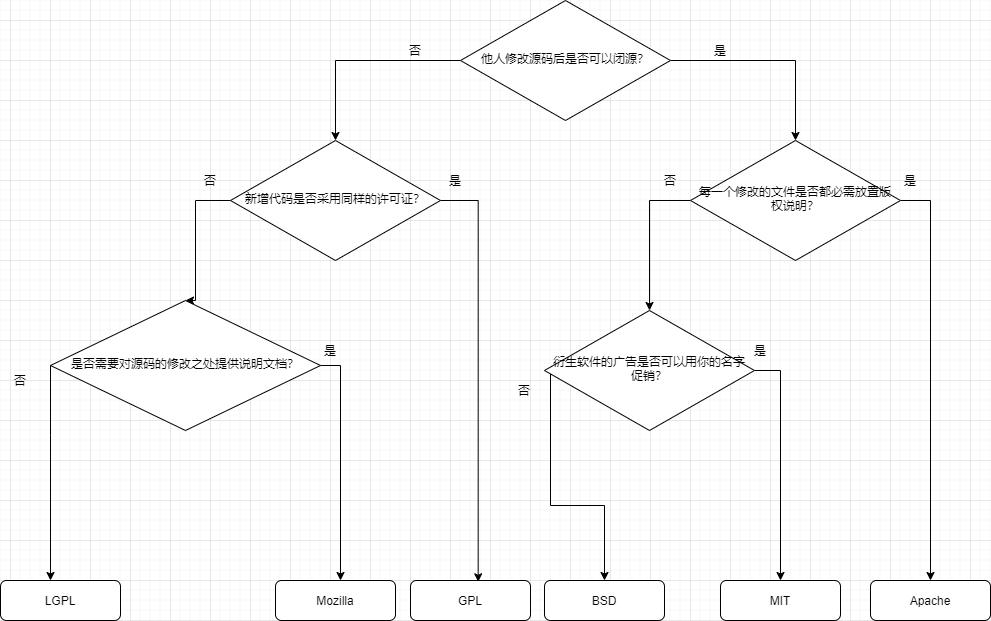 他人修改源码后是否可以闭源?
否
是
新增代码是否采用同样的许可证?
否
是
每一个修改的文件是否都必需放置版
权说明?
否
是
是否需要对源码的修改之处提供说明文档?
否
是
衍生软件的广告是否可以用你的名字
促销?
否
是
LGPL
Mozilla
GPL
BSD
MIT
Apache